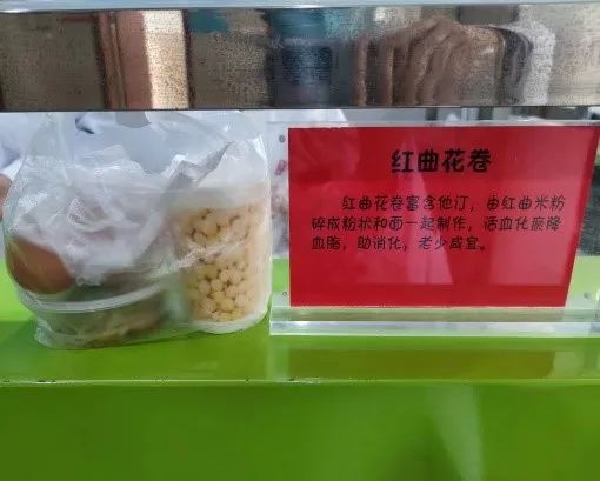 红曲花卷
红曲花卷富含他汀，由红曲米粉
碎成粉状和面一起制作，活血化瘀降
血脂，助消化，老少咸宜。